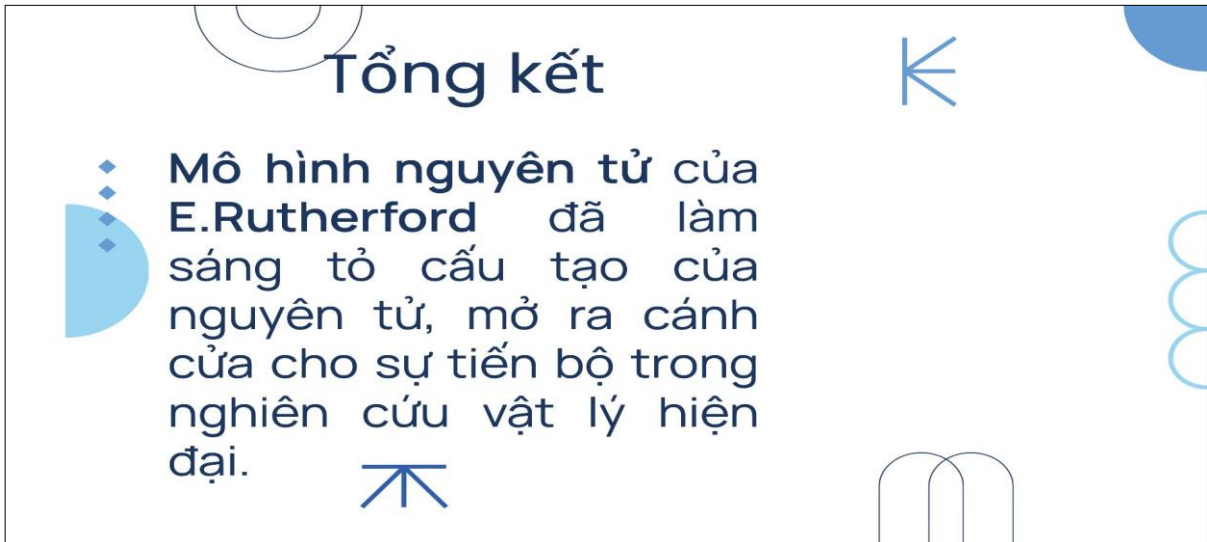 Tổng kết
Mô hình nguyên tử của
E.Rutherford đã làm
sáng tỏ cấu tạo của
nguyên tử, mở ra cánh
cửa cho sự tiến bộ trong
nghiên cứu vật lý hiện
đại.